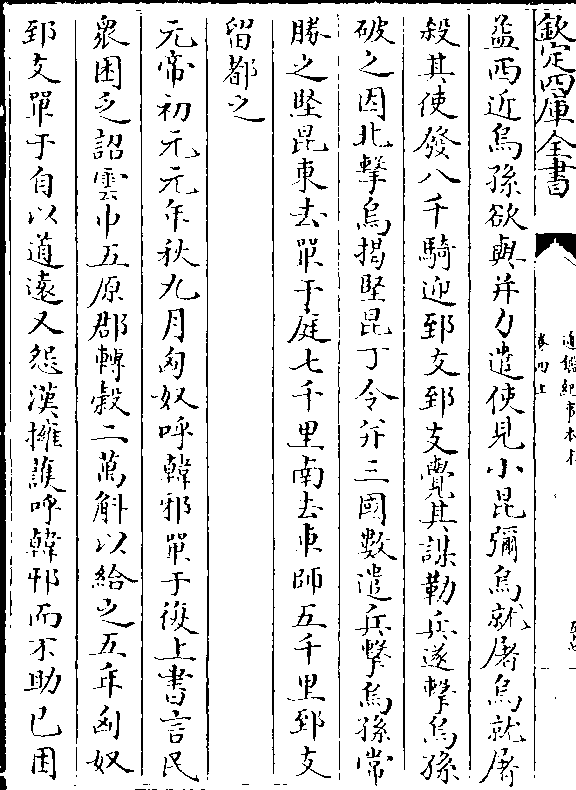 欽定四庫全書
通鑑紀事本末
卷四上
益西近烏孫欲與并力遣使見小昆彌烏就屠烏就屠
殺其使發八千騎迎郅支郅支覺其謀勒兵逢擊烏孫
破之因北擊烏揭堅昆丁令并三國數遣兵擊烏孫常
勝之堅昆東去單于庭七千里南去車師五千里郅支
留都之
元帝初元元年秋九月匈奴呼韓邪單于復上書言民
衆困乏詔雲中五原郡轉穀二萬斛以給之五年匈奴
郅支單于自以道遠又怨漢擁護呼韓邪而不助已困